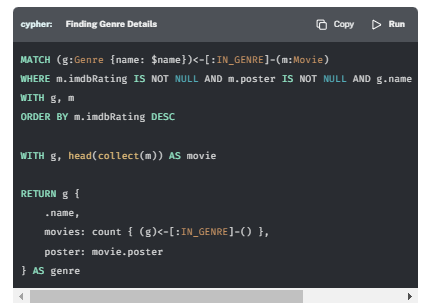 cypher: Finding Genre Details Copy Run
MATCH (g:Genre {name: $name})<-[:IN_GENRE]-(m:Movie)
WHERE m.imdbRating IS NOT NULL AND m.poster IS NOT NULL AND g.name
WITH g, m
ORDER BY m.imdbRating DESC
WITH g, head(collect(m)) AS movie
RETURN g {
.name,
movies: count { (g)<-[:IN_GENRE]-() },
poster: movie.poster
} AS genre